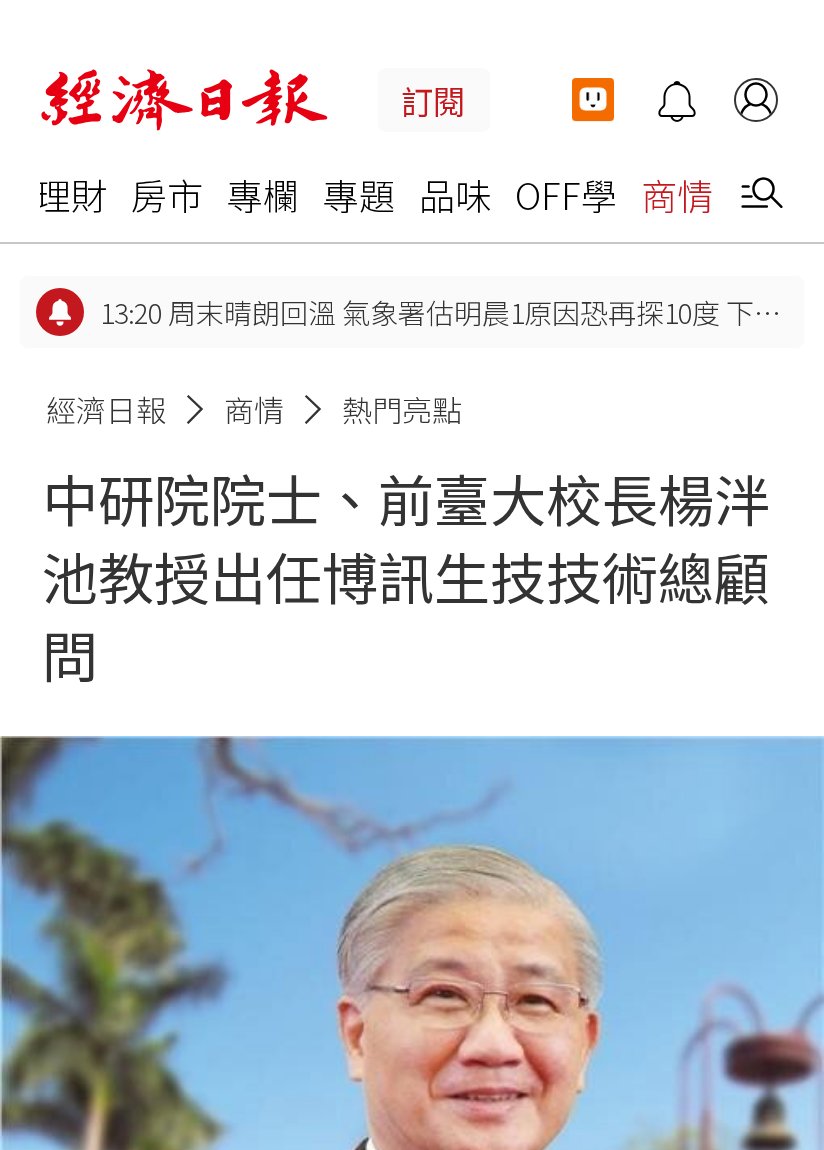 經濟日報
訂閱
理財 房市 專欄 專題 品味 OFF學 商情
13:20 周末晴朗回溫 氣象署估明晨1原因恐再探10度 下…
經濟日報 > 商情 > 熱門亮點
中研院院士、前臺大校長楊泮
池教授出任博訊生技技術總顧
問